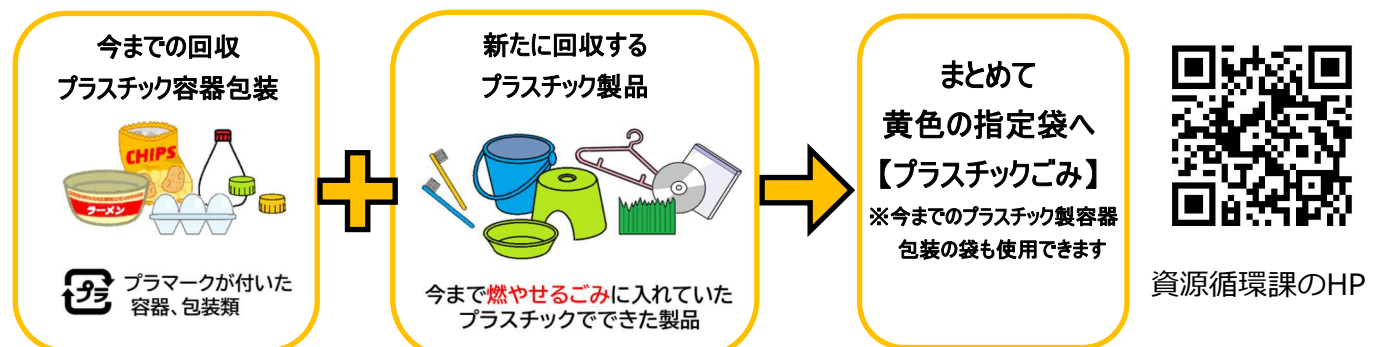 今までの回収
プラスチック容器包装
CHIPS
ラーメン
プラ
プラマークが付いた
容器、包装類
新たに回収する
プラスチック製品
今まで燃やせるごみに入れていた
プラスチックでできた製品
まとめて
黄色の指定袋へ
【プラスチックごみ】
※今までのプラスチック製容器
包装の袋も使用できます
資源循環課のHP